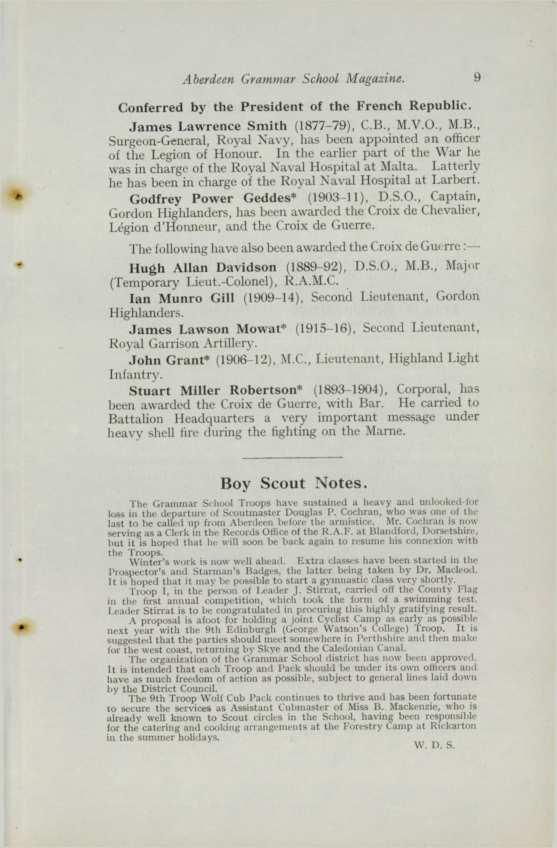 Aberdeen Grammar School Magazine. 9
Conferred by the President of the French Republic.
James Lawrence Smith (1877–79), C.B., M.V.O., M.B.,
Surgeon-General, Royal Navy, has been appointed an officer
of the Legion of Honour. In the earlier part of the War he
was in charge of the Royal Naval Hospital at Malta. Latterly
he has been in charge of the Royal Naval Hospital at Larbert.
Godfrey Power Geddes* (1903–11), D.S.O., Captain,
Gordon Highlanders, has been awarded the Croix de Chevalier,
Légion d'Honneur, and the Croix de Guerre.
The following have also been awarded the Croix de Guerre :—
Hugh Allan Davidson (1889–92), D.S.O., M.B., Major
(Temporary Lieut.-Colonel), R.A.M.C.
Ian Munro Gill (1909–14), Second Lieutenant, Gordon
Highlanders.
James Lawson Mowat* (1915–16), Second Lieutenant,
Royal Garrison Artillery.
John Grant* (1906–12), M.C., Lieutenant, Highland Light
Infantry.
Stuart Miller Robertson* (1893–1904), Corporal, has
been awarded the Croix de Guerre, with Bar. He carried to
Battalion Headquarters a very important message under
heavy shell fire during the fighting on the Marne.
Boy Scout Notes.
The Grammar School Troops have sustained a heavy and unlooked-for
loss in the departure of Scoutmaster Douglas P. Cochran, who was one of the
last to be called up from Aberdeen before the armistice. Mr. Cochran is now
serving as a Clerk in the Records Office of the R.A.F. at Blandford, Dorsetshire,
but it is hoped that he will soon be back again to resume his connexion with
the Troops.
Winter's work is now well ahead. Extra classes have been started in the
Prospector's and Starman's Badges, the latter being taken by Dr. Macleod.
It is hoped that it may be possible to start a gymnastic class very shortly.
Troop I, in the person of Leader J. Stirrat, carried off the County Flag
in the first annual competition, which took the form of a swimming test.
Leader Stirrat is to be congratulated in procuring this highly gratifying result.
A proposal is afoot for holding a joint Cyclist Camp as early as possible
next year with the 9th Edinburgh (George Watson's College) Troop. It is
suggested that the parties should meet somewhere in Perthshire and then make
for the west coast, returning by Skye and the Caledonian Canal.
The organization of the Grammar School district has now been approved.
It is intended that each Troop and Pack should be under its own officers and
have as much freedom of action as possible, subject to general lines laid down
by the District Council.
The 9th Troop Wolf Cub Pack continues to thrive and has been fortunate
to secure the services as Assistant Cubmaster of Miss B. Mackenzie, who is
already well known to Scout circles in the School, having been responsible
for the catering and cooking arrangements at the Forestry Camp at Rickarton
in the summer holidays.
W. D. S.